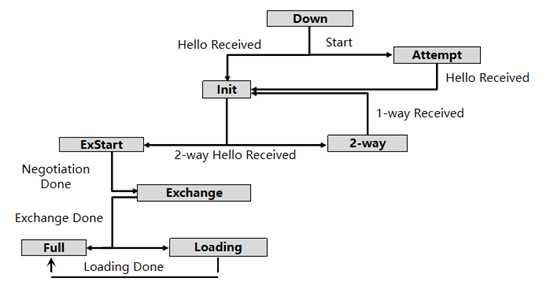 Down
Hello Received
Start
Attempt
Hello Received
Init
1-way Received
ExStart
2-way Hello Received
2-way
Negotiation
Done
Exchange
Exchange Done
Full
Loading
Loading Done